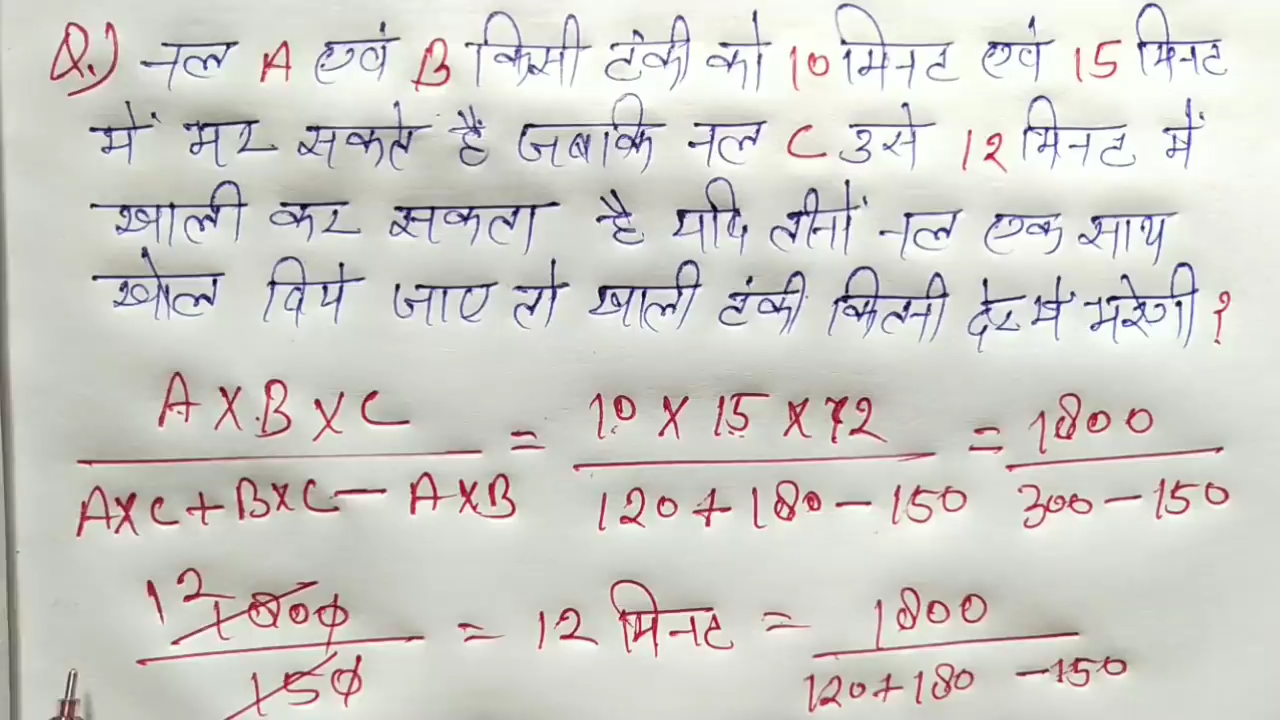 Q.) नल A एवं B किसी टंकी को 10 मिनट एवं 15 मिनट
में भर सकते हैं जबकि नल C उसे 12 मिनट में
खाली कर सकता है यदि तीनों नल एक साथ
खोल दिये जाए तो खाली टंकी कितनी देर में भरेगी ?
A×B×C / A×C+B×C−A×B = 10×15×12 / 120+180−150 = 1800 / 300−150
12 1800 / 150 = 12 मिनट = 1800 / 120+180 −150